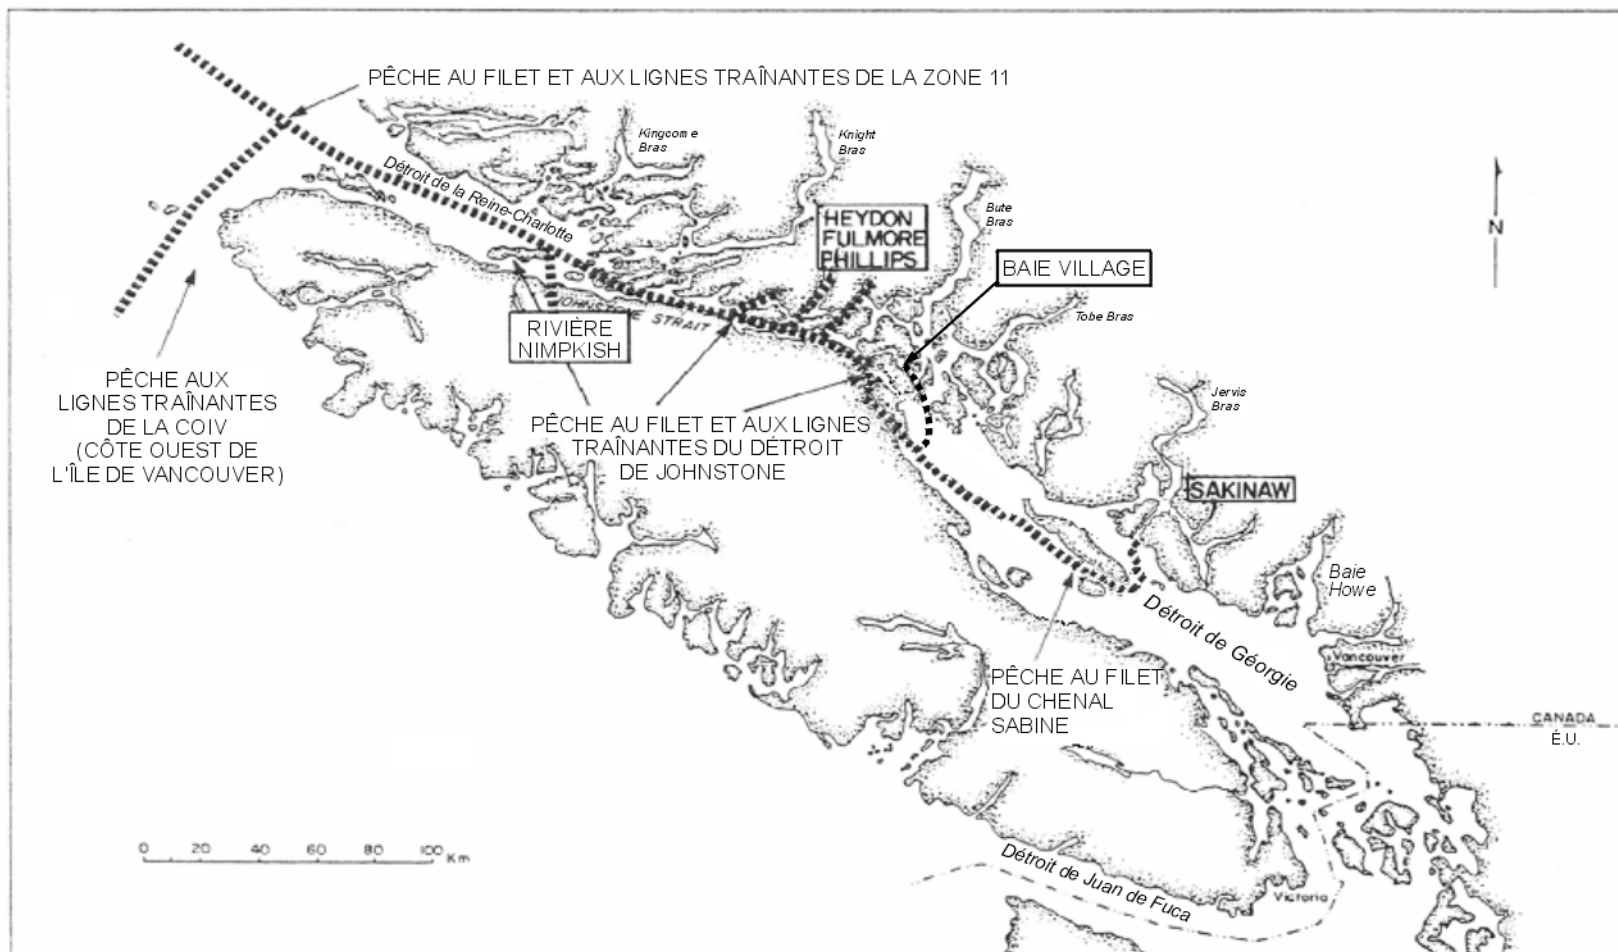 PÊCHE AU FILET ET AUX LIGNES TRAÎNANTES DE LA ZONE 11
Kingcome
Bras
Knight
Bras
Détroit de la Reine-Charlotte
Bute
Bras
HEYDON
FULMORE
PHILLIPS
N
BAIE VILLAGE
Tobe Bras
JOHNSTONE STRAIT
RIVIÈRE
NIMPKISH
PÊCHE AUX
LIGNES TRAÎNANTES
DE LA COIV
(CÔTE OUEST DE
L'ÎLE DE VANCOUVER)
PÊCHE AU FILET ET AUX LIGNES
TRAÎNANTES DU DÉTROIT
DE JOHNSTONE
Jervis
Bras
SAKINAW
Baie
Howe
Détroit de Géorgie
Vancouver
PÊCHE AU FILET
DU CHENAL
SABINE
CANADA
É.U.
0 20 40 60 80 100 Km
Détroit de Juan de Fuca
Victoria